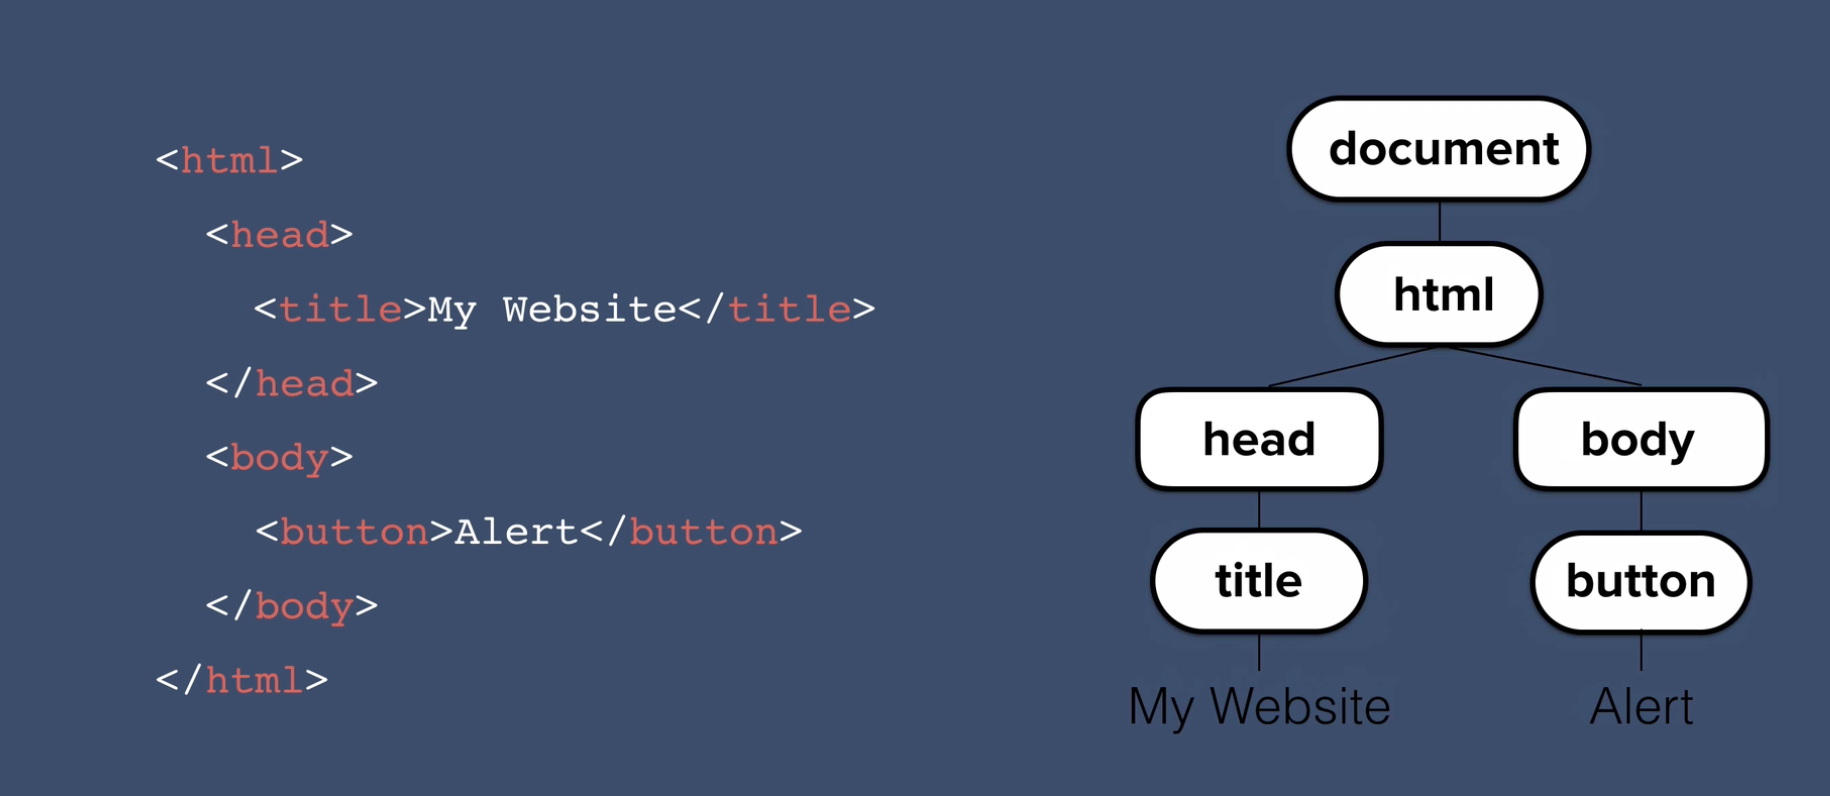 <html>
<head>
<title>My Website</title>
</head>
<body>
<button>Alert</button>
</body>
</html>
document
html
head body
title button
My Website Alert